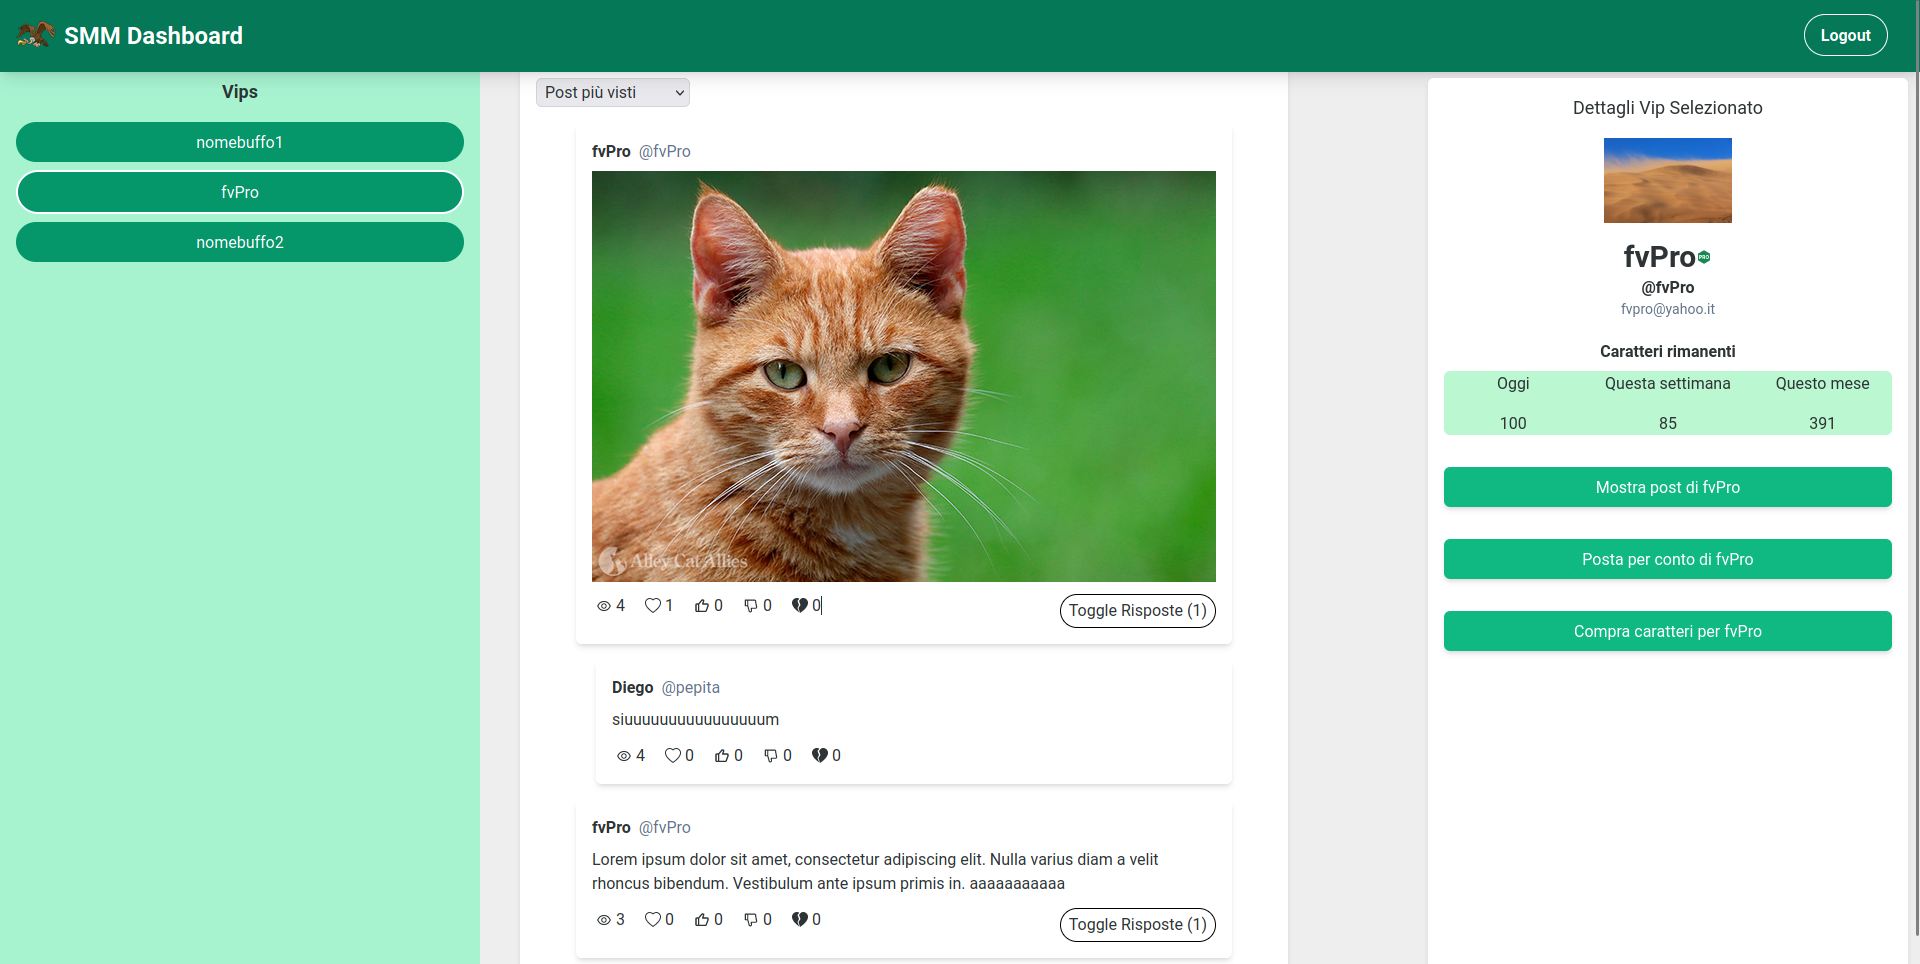 SMM Dashboard
Logout
Vips
nomebuffo1
fvPro
nomebuffo2
Post più visti
fvPro @fvPro
Alley Cat Allies
4 1 0 0 0
Toggle Risposte (1)
Diego @pepita
siuuuuuuuuuuuuuuuum
4 0 0 0 0
fvPro @fvPro
Lorem ipsum dolor sit amet, consectetur adipiscing elit. Nulla varius diam a velit
rhoncus bibendum. Vestibulum ante ipsum primis in. aaaaaaaaaaa
3 0 0 0 0
Toggle Risposte (1)
Dettagli Vip Selezionato
fvPro PRO
@fvPro
fvpro@yahoo.it
Caratteri rimanenti
Oggi Questa settimana Questo mese
100 85 391
Mostra post di fvPro
Posta per conto di fvPro
Compra caratteri per fvPro